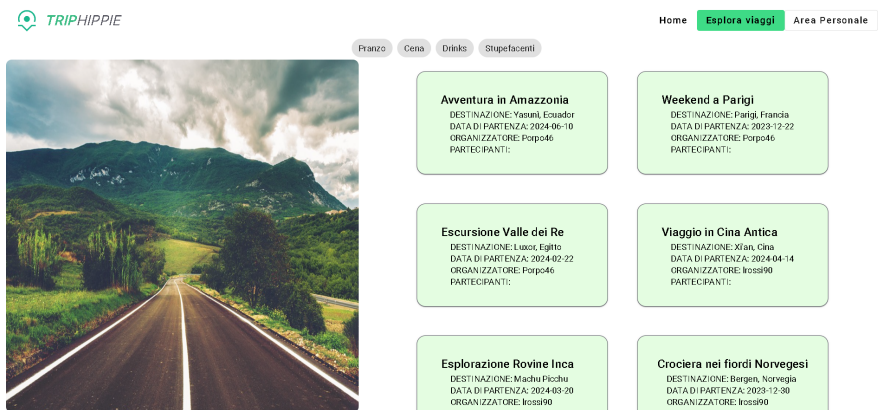 TRIPHIPPIE
Home
Esplora viaggi
Area Personale
Pranzo
Cena
Drinks
Stupefacenti
Avventura in Amazzonia
DESTINAZIONE: Yasunì, Ecuador
DATA DI PARTENZA: 2024-06-10
ORGANIZZATORE: Porpo46
PARTECIPANTI:
Weekend a Parigi
DESTINAZIONE: Parigi, Francia
DATA DI PARTENZA: 2023-12-22
ORGANIZZATORE: Porpo46
PARTECIPANTI:
Escursione Valle dei Re
DESTINAZIONE: Luxor, Egitto
DATA DI PARTENZA: 2024-02-22
ORGANIZZATORE: Porpo46
PARTECIPANTI:
Viaggio in Cina Antica
DESTINAZIONE: Xi'an, Cina
DATA DI PARTENZA: 2024-04-14
ORGANIZZATORE: lrossi90
PARTECIPANTI:
Esplorazione Rovine Inca
DESTINAZIONE: Machu Picchu
DATA DI PARTENZA: 2024-03-20
ORGANIZZATORE: lrossi90
Crociera nei fiordi Norvegesi
DESTINAZIONE: Bergen, Norvegia
DATA DI PARTENZA: 2023-12-30
ORGANIZZATORE: lrossi90